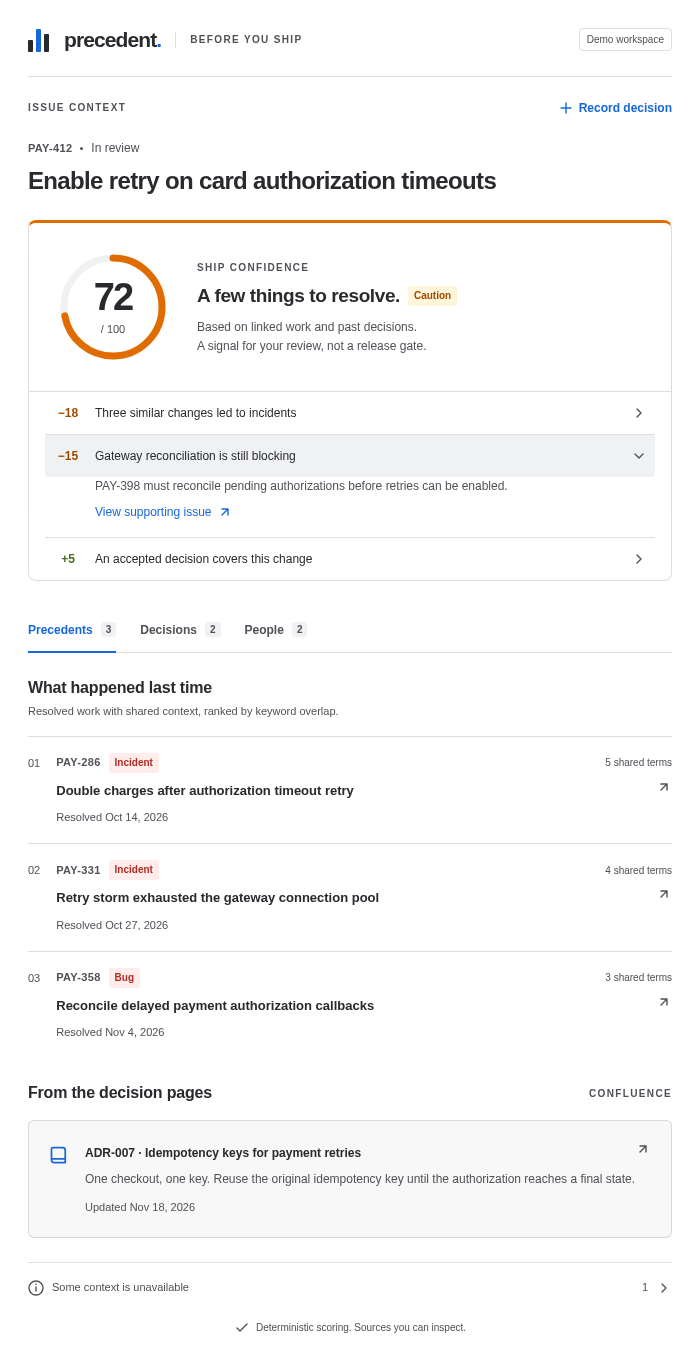 precedent. BEFORE YOU SHIP Demo workspace
ISSUE CONTEXT Record decision
PAY-412 • In review
Enable retry on card authorization timeouts
72
/ 100
SHIP CONFIDENCE
A few things to resolve. Caution
Based on linked work and past decisions.
A signal for your review, not a release gate.
−18 Three similar changes led to incidents
−15 Gateway reconciliation is still blocking
PAY-398 must reconcile pending authorizations before retries can be enabled.
View supporting issue
+5 An accepted decision covers this change
Precedents 3 Decisions 2 People 2
What happened last time
Resolved work with shared context, ranked by keyword overlap.
01 PAY-286 Incident 5 shared terms
Double charges after authorization timeout retry
Resolved Oct 14, 2026
02 PAY-331 Incident 4 shared terms
Retry storm exhausted the gateway connection pool
Resolved Oct 27, 2026
03 PAY-358 Bug 3 shared terms
Reconcile delayed payment authorization callbacks
Resolved Nov 4, 2026
From the decision pages CONFLUENCE
ADR-007 · Idempotency keys for payment retries
One checkout, one key. Reuse the original idempotency key until the authorization reaches a final state.
Updated Nov 18, 2026
Some context is unavailable 1
Deterministic scoring. Sources you can inspect.